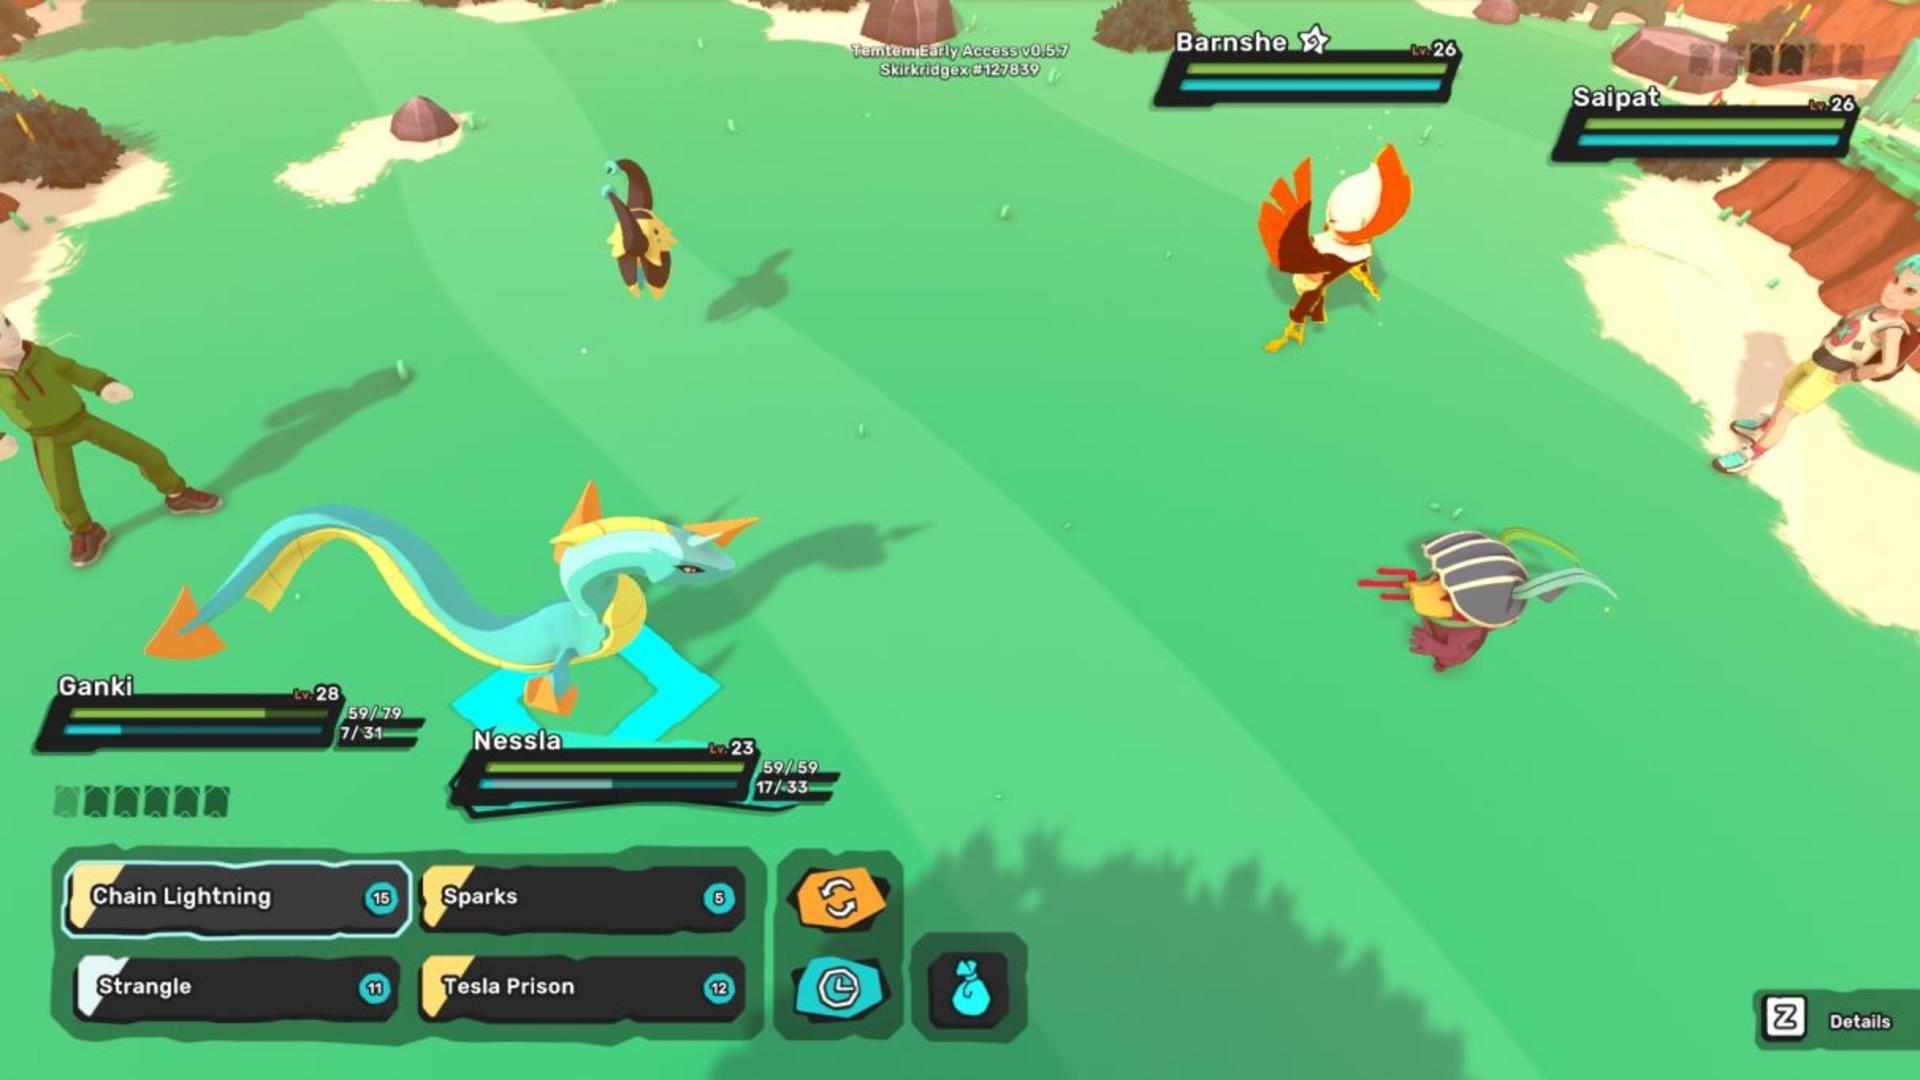 Temtem Early Access v0.5.7
Skirkridgex #127839
Barnshe Lv. 26
Saipat Lv. 26
Ganki Lv. 28
59/79
7/31
Nessla Lv. 23
59/59
17/33
Chain Lightning 15
Sparks 5
Strangle 11
Tesla Prison 12
Z Details